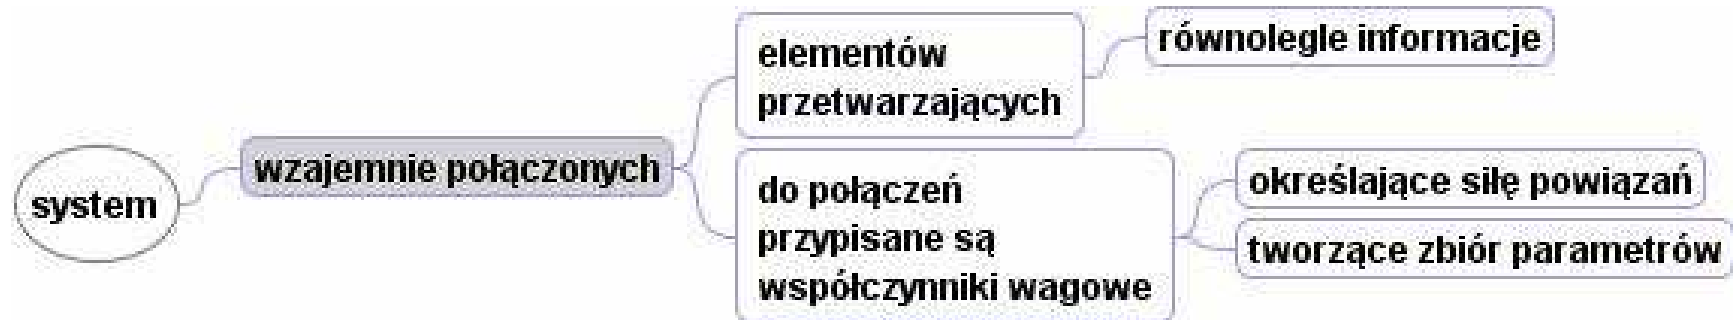 system
wzajemnie połączonych
elementów
przetwarzających
równolegle informacje
do połączeń
przypisane są
współczynniki wagowe
określające siłę powiązań
tworzące zbiór parametrów